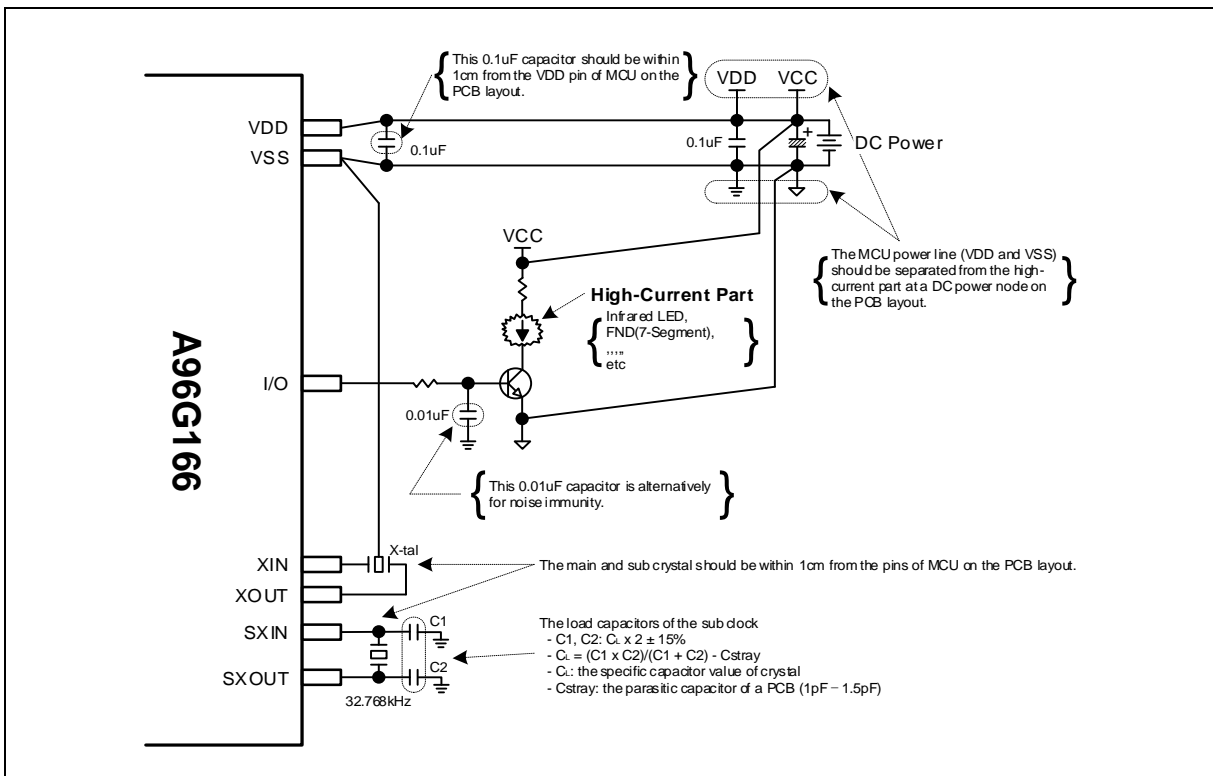 This 0.1uF capacitor should be within
1cm from the VDD pin of MCU on the
PCB layout.
VDD
VCC
VDD
VSS
0.1uF
0.1uF
+
DC Power
The MCU power line (VDD and VSS)
should be separated from the high-
current part at a DC power node on
the PCB layout.
VCC
High-Current Part
Infrared LED,
FND(7-Segment),
,,,,,
etc
A96G166
I/O
0.01uF
This 0.01uF capacitor is alternatively
for noise immunity.
XIN
X-tal
XOUT
The main and sub crystal should be within 1cm from the pins of MCU on the PCB layout.
SXIN
C1
SXOUT
C2
32.768kHz
The load capacitors of the sub clock
- C1, C2: CL x 2 ± 15%
- CL = (C1 x C2)/(C1 + C2) - Cstray
- CL: the specific capacitor value of crystal
- Cstray: the parasitic capacitor of a PCB (1pF – 1.5pF)